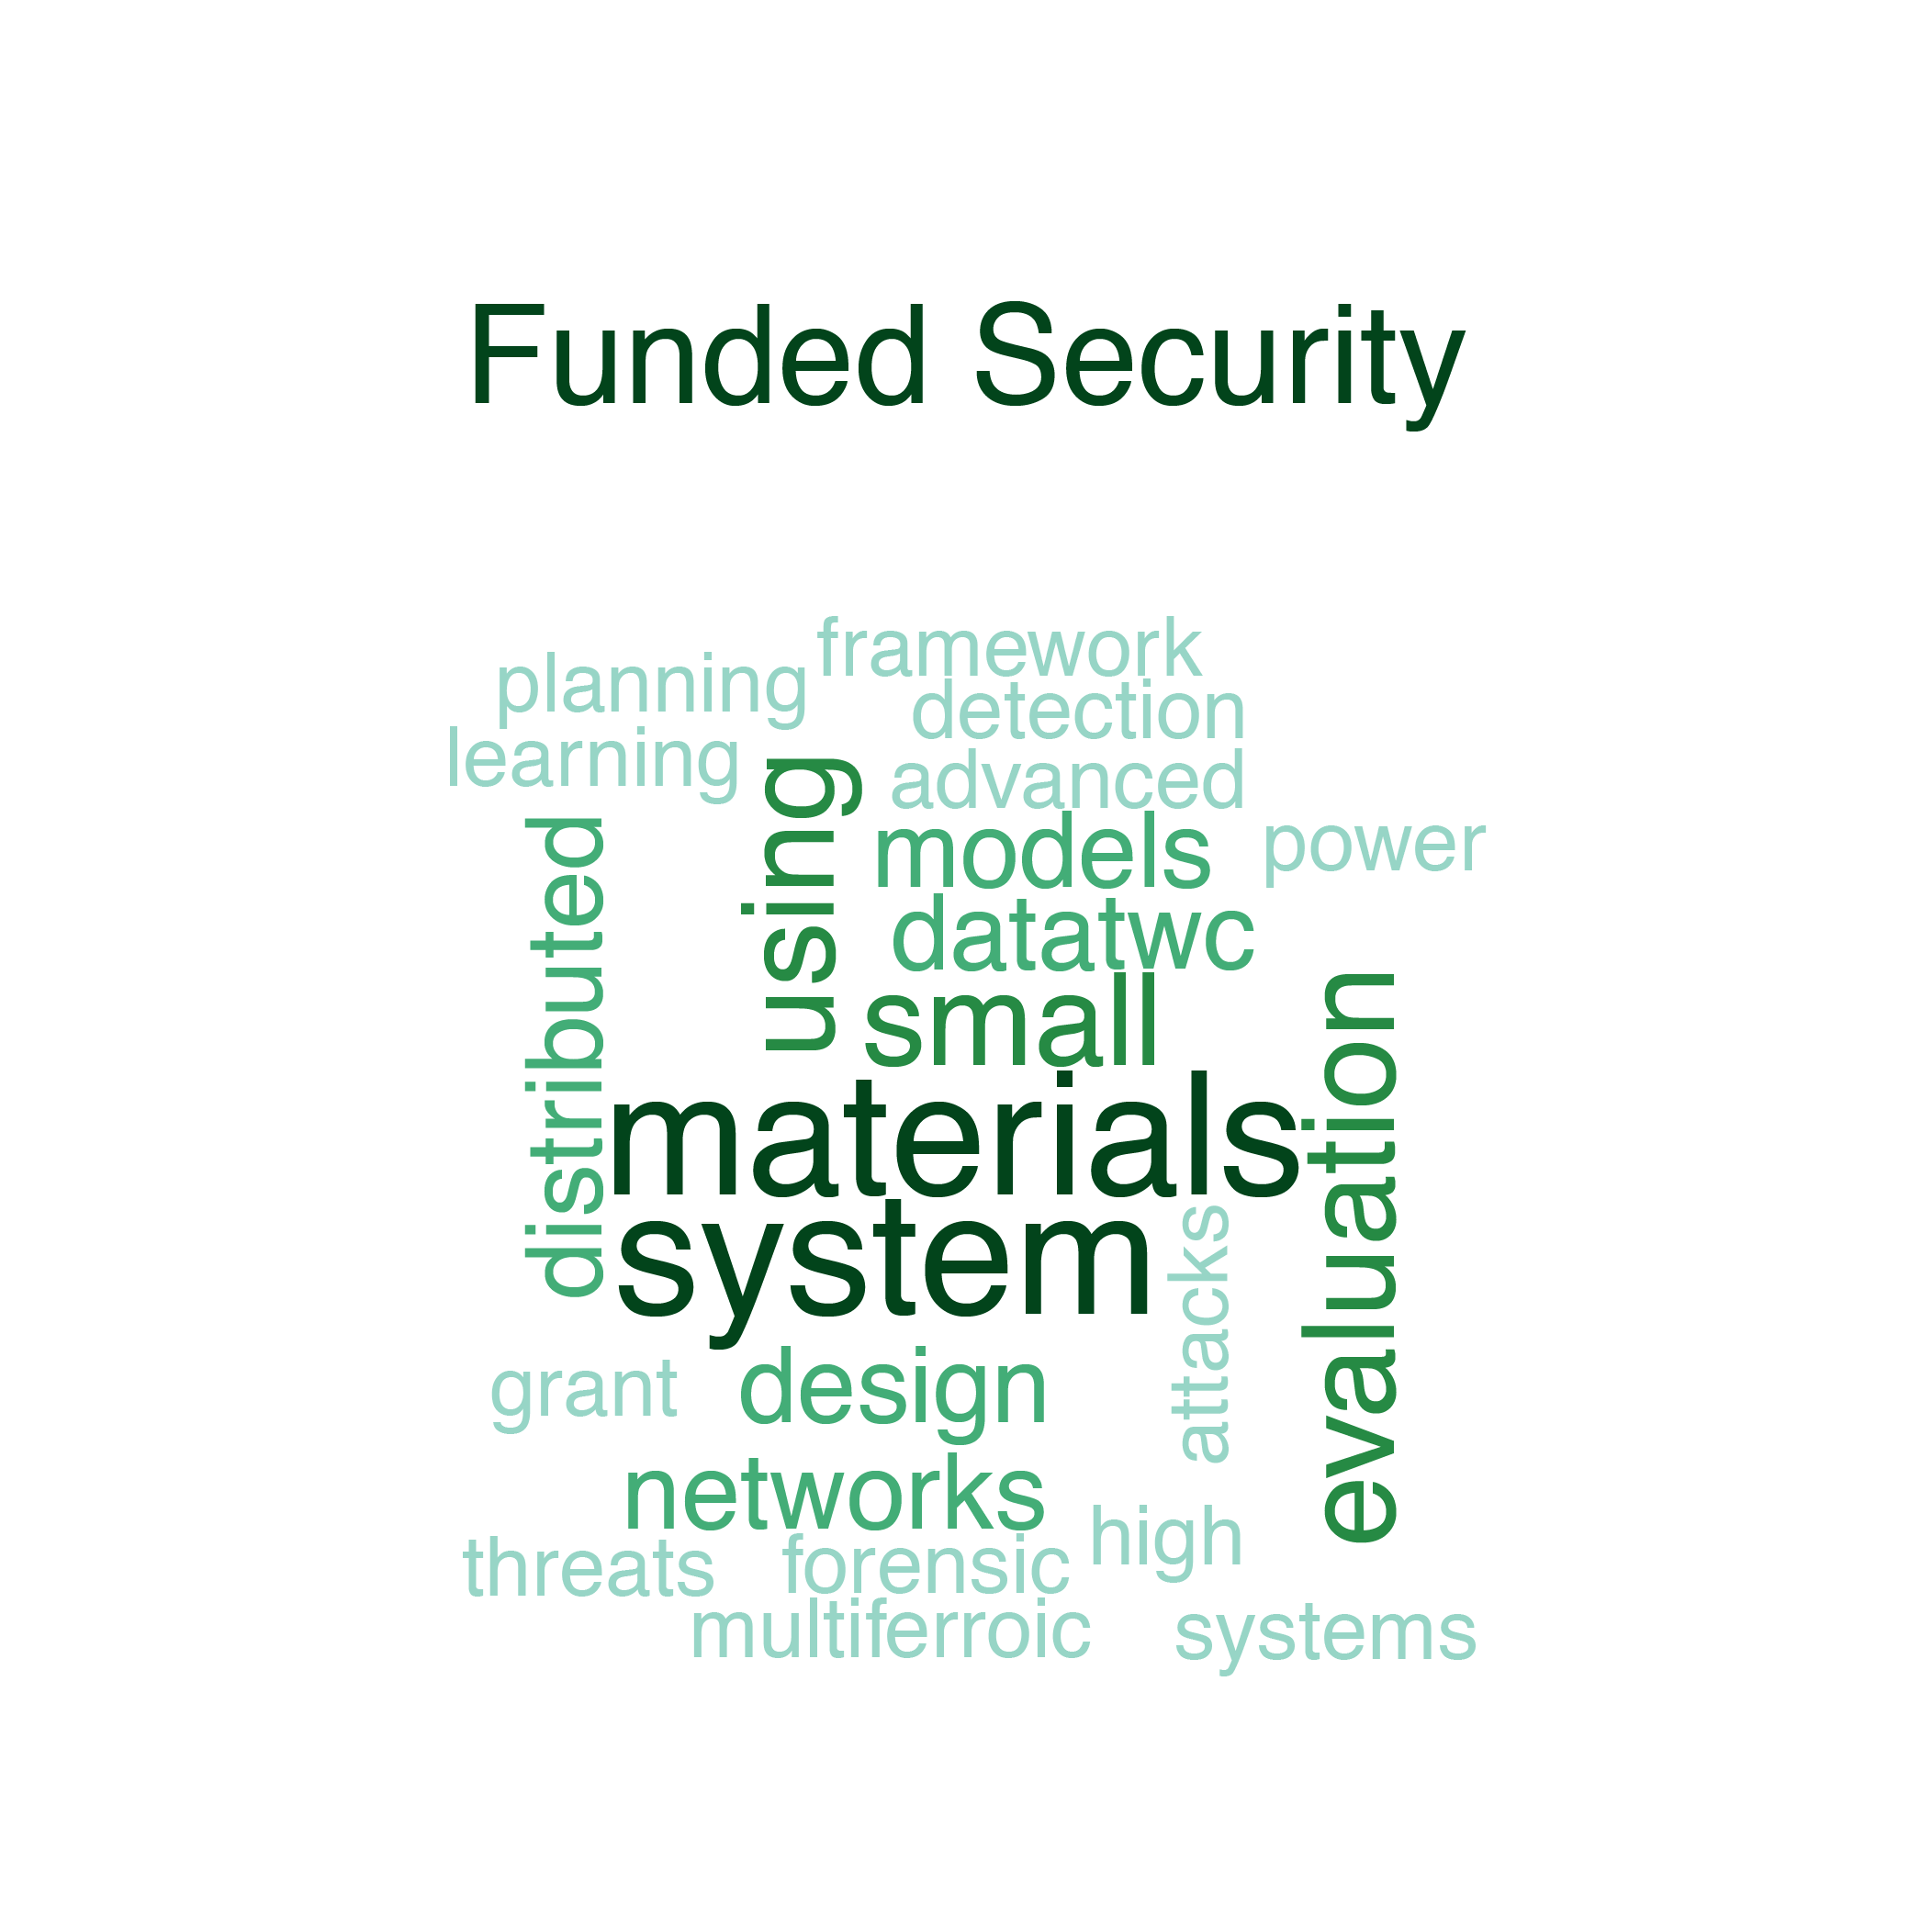 Funded Security
framework
planning
detection
learning
advanced
using
models
power
distributed
datatwc
small
evaluation
materials
system
attacks
grant
design
networks
high
threats
forensic
multiferroic
systems